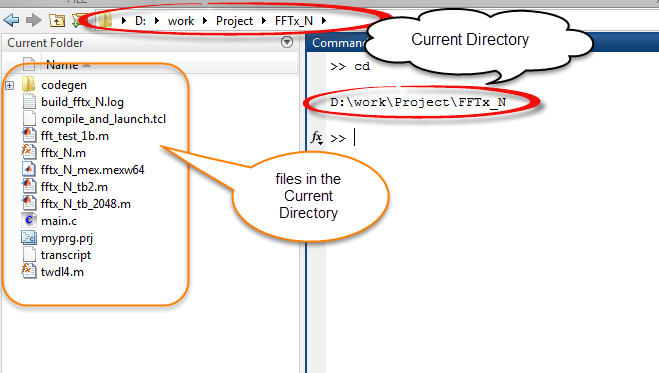 D: ▸ work ▸ Project ▸ FFTx_N ▸
Current Folder
Name
codegen
build_fftx_N.log
compile_and_launch.tcl
fft_test_1b.m
fftx_N.m
fftx_N_mex.mexw64
fftx_N_tb2.m
fftx_N_tb_2048.m
main.c
myprg.prj
transcript
twdl4.m
files in the
Current
Directory
Current Directory
>> cd
D:\work\Project\FFTx_N
fx >>